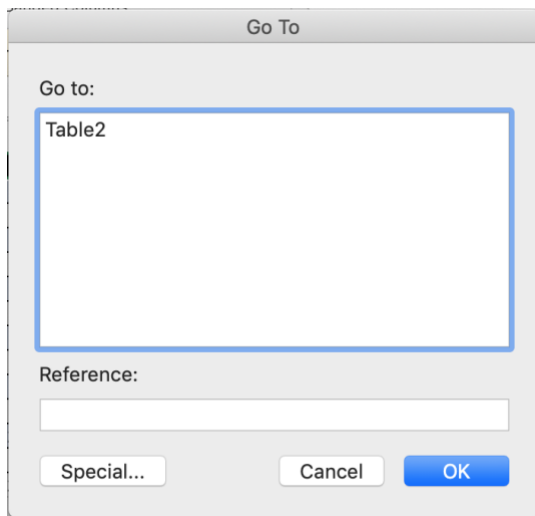 Go To
Go to:
Table2
Reference:
Special...
Cancel
OK